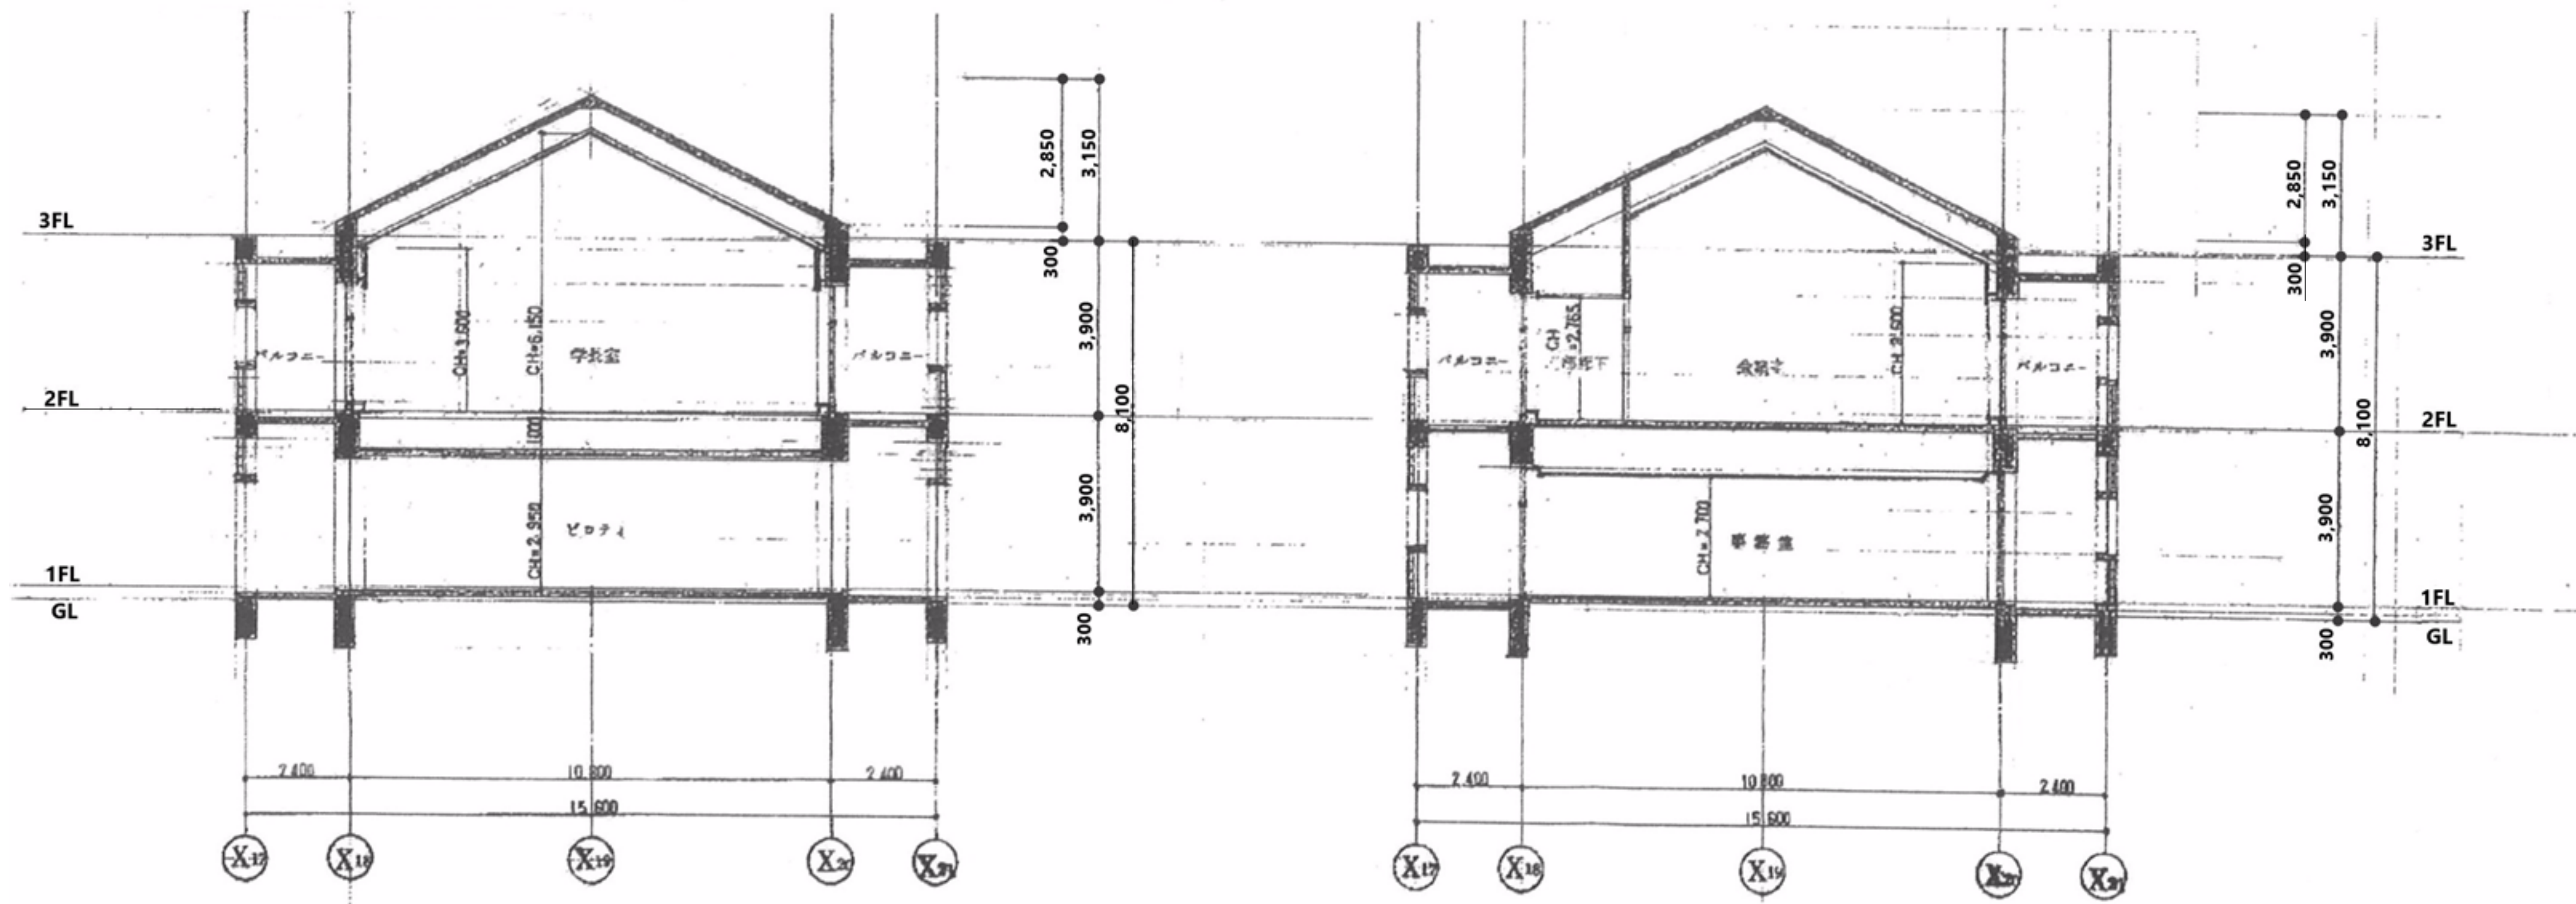 2,850
3,150
300
3FL
CH=3,600
CH=6,150
学長室
バルコニー
バルコニー
3,900
2FL
8,100
CH=2,950
ピロティ
3,900
1FL
GL
300
2,400
10,800
2,400
15,600
X17
X18
X19
X20
X21
2,850
3,150
3FL
300
CH
=2,765
バルコニー
廊下
会議室
バルコニー
3,900
2FL
8,100
CH=2,700
事務室
3,900
1FL
GL
300
2,400
10,800
2,400
15,600
X17
X18
X19
X20
X21